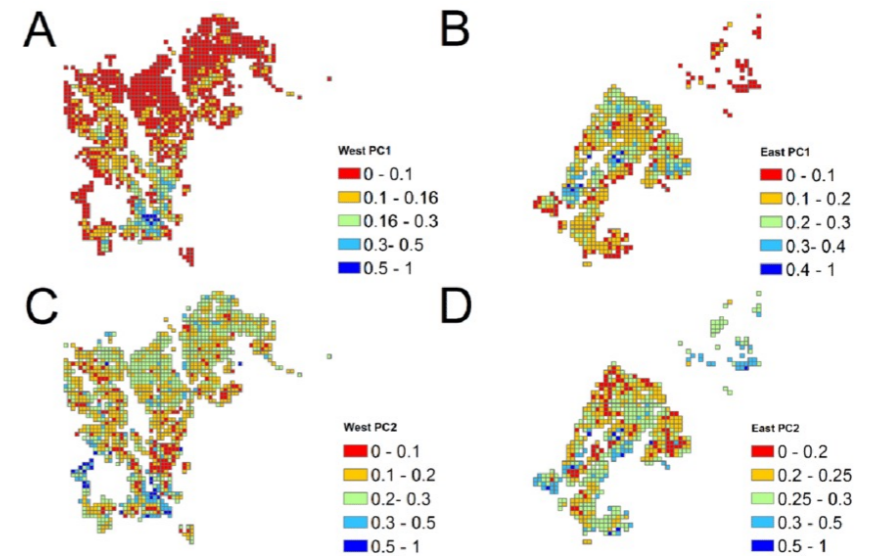 A
West PC1
0 - 0.1
0.1 - 0.16
0.16 - 0.3
0.3- 0.5
0.5 - 1
B
East PC1
0 - 0.1
0.1 - 0.2
0.2 - 0.3
0.3- 0.4
0.4 - 1
C
West PC2
0 - 0.1
0.1 - 0.2
0.2- 0.3
0.3 - 0.5
0.5 - 1
D
East PC2
0 - 0.2
0.2 - 0.25
0.25 - 0.3
0.3 - 0.5
0.5 - 1